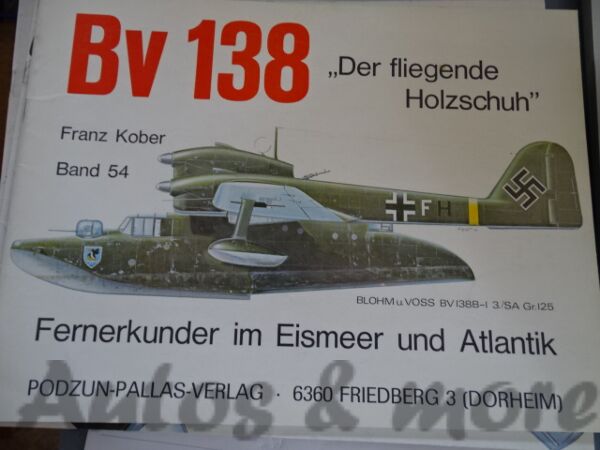 Bv 138
„Der fliegende
Holzschuh”
Franz Kober
Band 54
FH
BLOHM u. VOSS BV 138B-1 3./SA Gr. 125
Fernerkunder im Eismeer und Atlantik
PODZUN-PALLAS-VERLAG · 6360 FRIEDBERG 3 (DORHEIM)
Autos & more